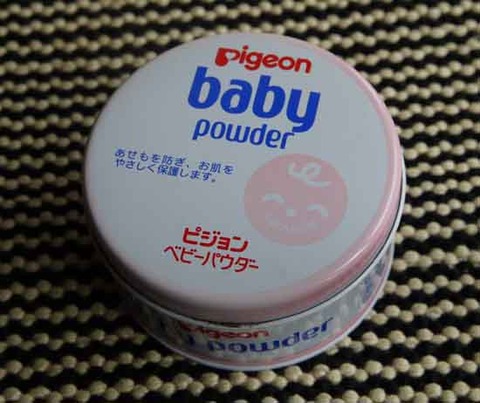 Pigeon
baby
powder
あせもを防ぎ、お肌を
やさしく保護します。
ピジョン
ベビーパウダー
Pigeon
powder